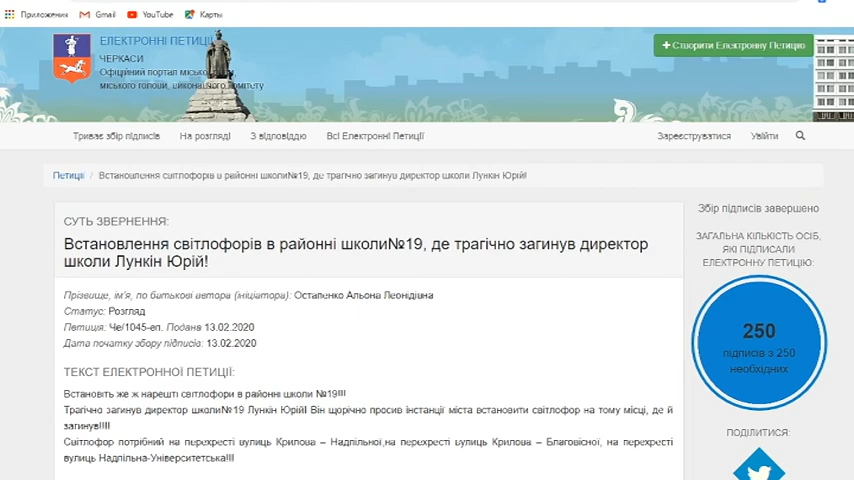 Приложения Gmail YouTube Карты
ЕЛЕКТРОННІ ПЕТИЦІЇ
ЧЕРКАСИ
Офіційний портал міської ради,
міського голови, виконавчого комітету
+ Створити Електронну Петицію
Триває збір підписів На розгляді З відповіддю Всі Електронні Петиції Зареєструватися Увійти
Петиції / Встановлення світлофорів в районні школи№19, де трагічно загинув директор школи Лункін Юрій!
СУТЬ ЗВЕРНЕННЯ:
Встановлення світлофорів в районні школи№19, де трагічно загинув директор
школи Лункін Юрій!
Прізвище, ім'я, по батькові автора (ініціатора): Остапенко Альона Леонідівна
Статус: Розгляд
Петиція: Че/1045-еп. Подана 13.02.2020
Дата початку збору підписів: 13.02.2020
ТЕКСТ ЕЛЕКТРОННОЇ ПЕТИЦІЇ:
Встановіть же ж нарешті світлофори в районні школи №19!!!
Трагічно загинув директор школи№19 Лункін Юрій! Він щорічно просив інстанції міста встановити світлофор на тому місці, де й
загинув!!!!
Світлофор потрібний на перехресті вулиць Крилова – Надпільної,на перехресті вулиць Крилова – Благовісної, на перехресті
вулиць Надпільна-Університетська!!!
Збір підписів завершено
ЗАГАЛЬНА КІЛЬКІСТЬ ОСІБ,
ЯКІ ПІДПИСАЛИ
ЕЛЕКТРОННУ ПЕТИЦІЮ:
250
підписів з 250
необхідних
ПОДІЛИТИСЯ: